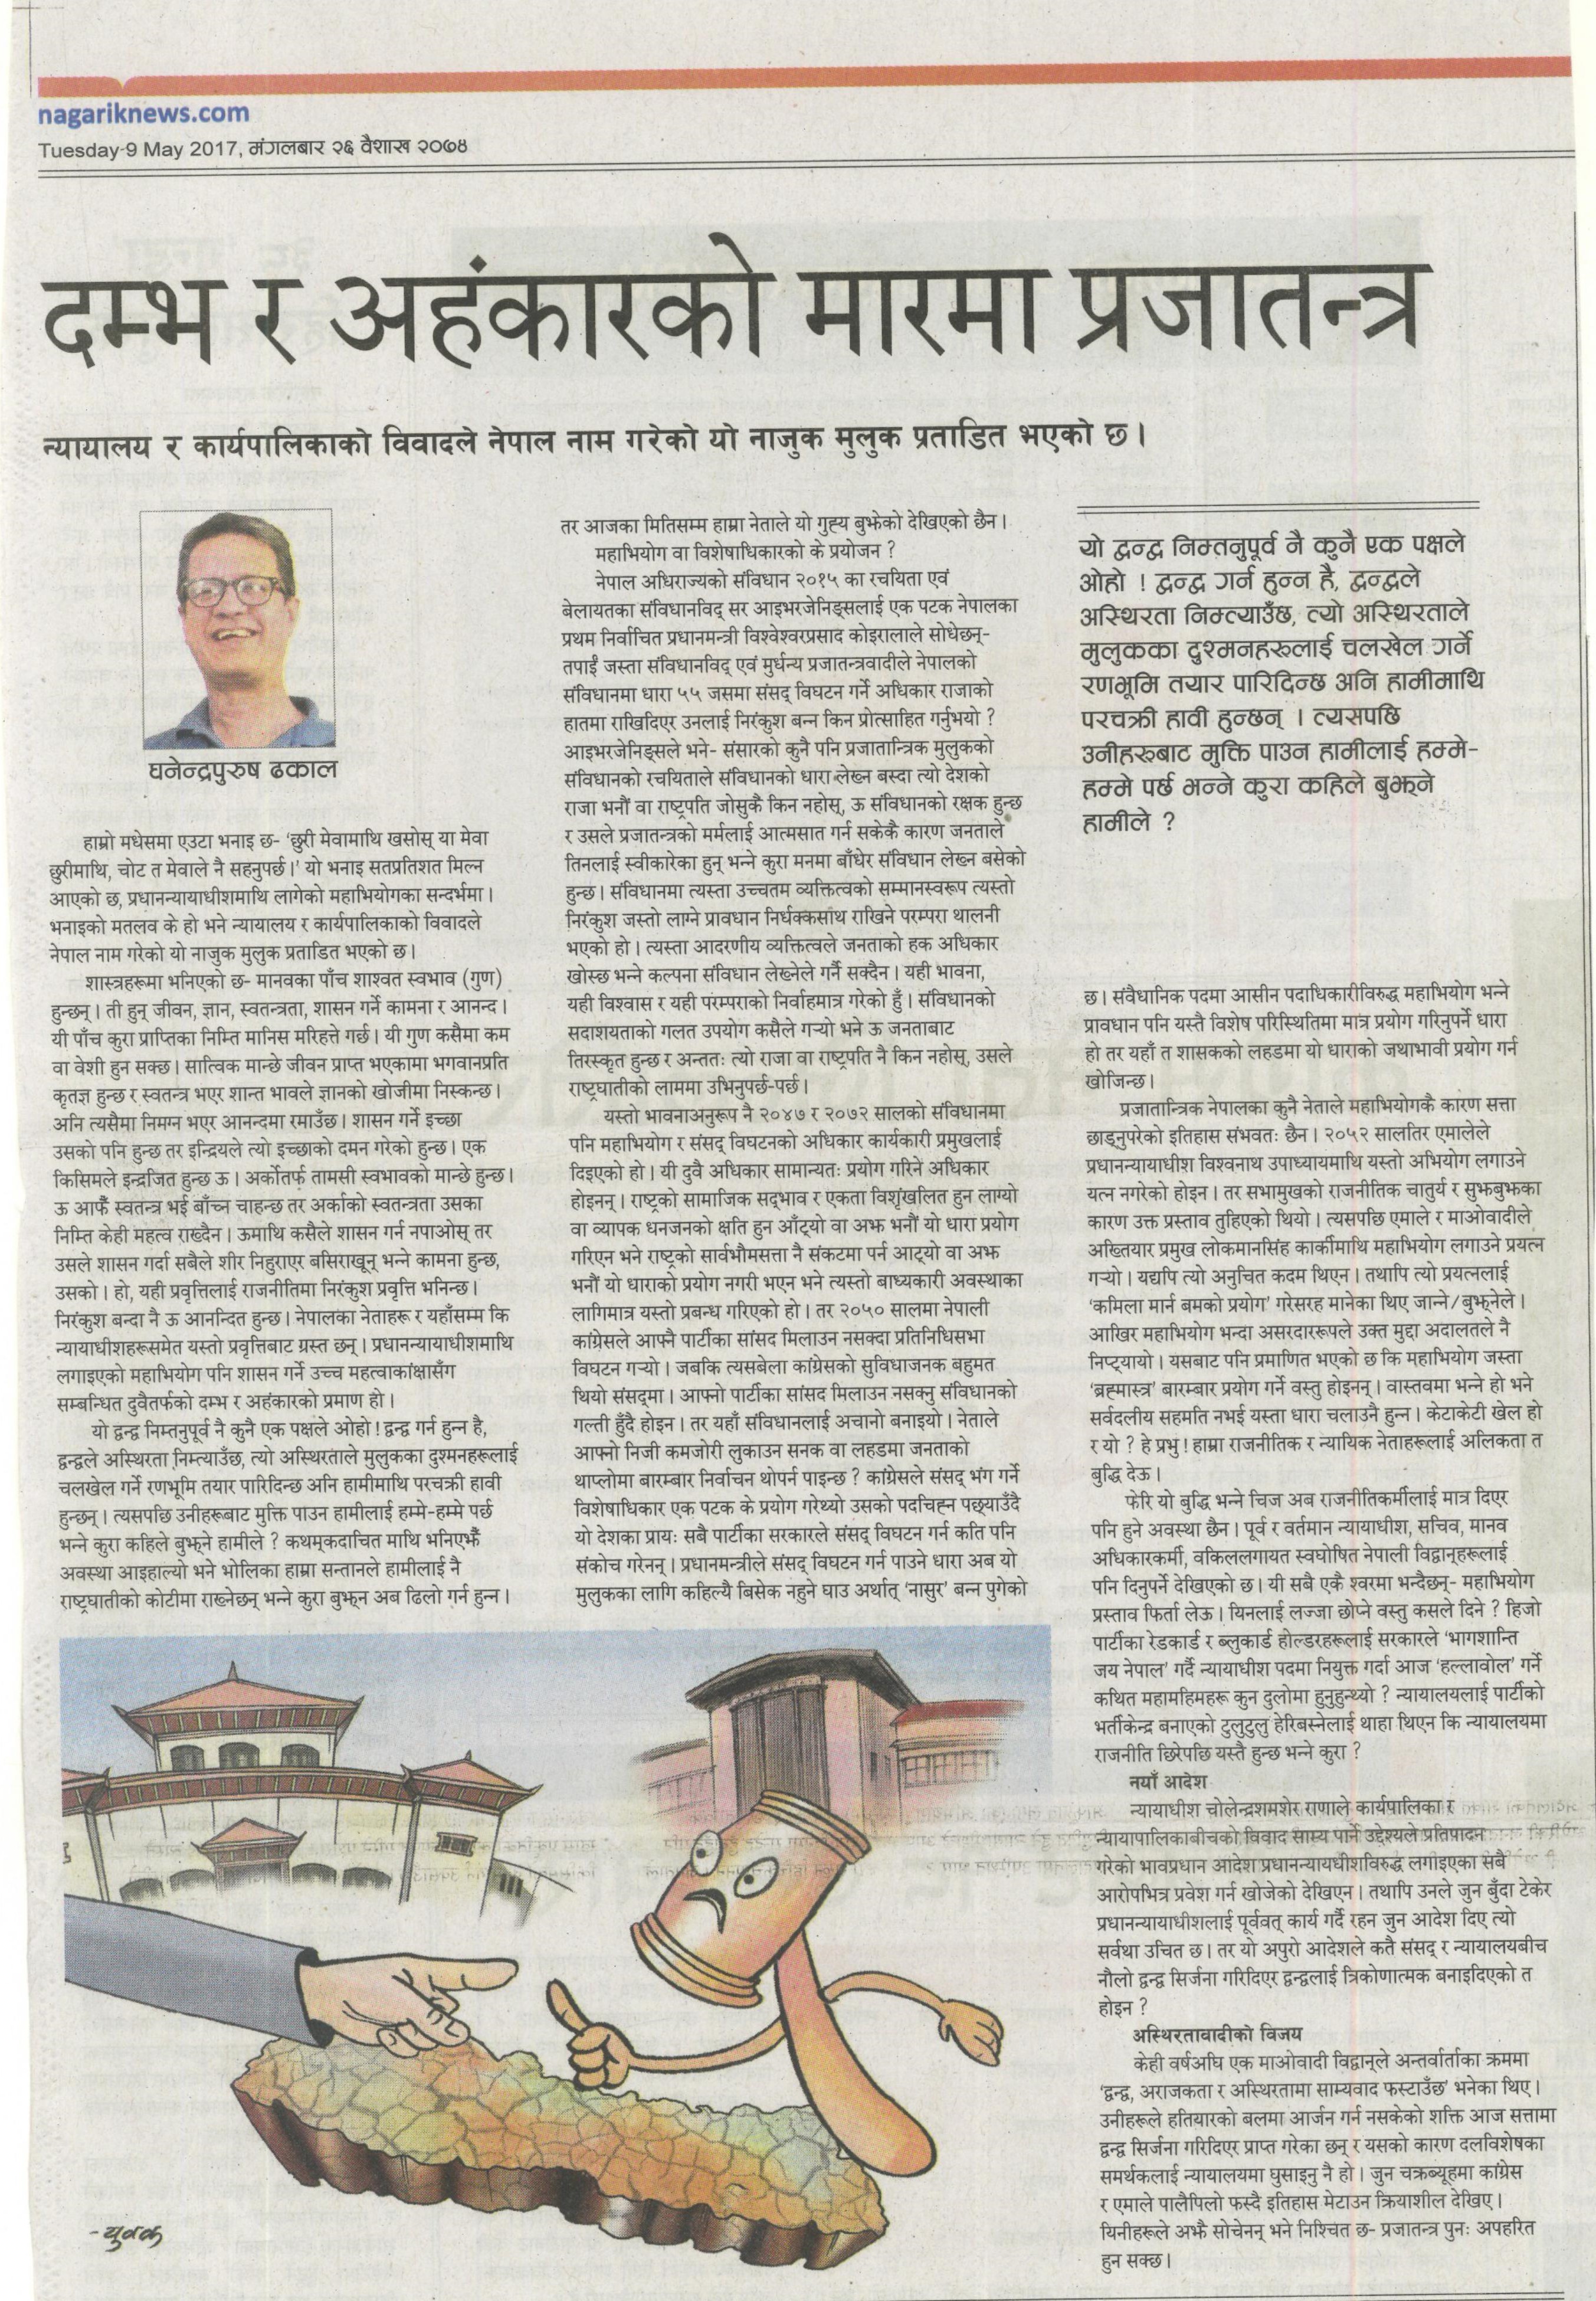 nagariknews.com
Tuesday-9 May 2017, मंगलबार २६ वैशाख २०७४
दम्भ र अहंकारको मारमा प्रजातन्त्र
न्यायालय र कार्यपालिकाको विवादले नेपाल नाम गरेको यो नाजुक मुलुक प्रताडित भएको छ।
घनेन्द्रपुरुष ढकाल
हाम्रो मधेसमा एउटा भनाइ छ- ‘छुरी मेवामाथि खसोस् या मेवा
छुरीमाथि, चोट त मेवाले नै सहनुपर्छ।’ यो भनाइ सतप्रतिशत मिल्न
आएको छ, प्रधानन्यायाधीशमाथि लागेको महाभियोगका सन्दर्भमा।
भनाइको मतलव के हो भने न्यायालय र कार्यपालिकाको विवादले
नेपाल नाम गरेको यो नाजुक मुलुक प्रताडित भएको छ।
शास्त्रहरूमा भनिएको छ- मानवका पाँच शाश्वत स्वभाव (गुण)
हुन्छन्। ती हुन् जीवन, ज्ञान, स्वतन्त्रता, शासन गर्ने कामना र आनन्द।
यी पाँच कुरा प्राप्तिका निम्ति मानिस मरिहत्ते गर्छ। यी गुण कसैमा कम
वा वेशी हुन सक्छ। सात्विक मान्छे जीवन प्राप्त भएकामा भगवानप्रति
कृतज्ञ हुन्छ र स्वतन्त्र भएर शान्त भावले ज्ञानको खोजीमा निस्कन्छ।
अनि त्यसैमा निमग्न भएर आनन्दमा रमाउँछ। शासन गर्ने इच्छा
उसको पनि हुन्छ तर इन्द्रियले त्यो इच्छाको दमन गरेको हुन्छ। एक
किसिमले इन्द्रजित हुन्छ ऊ। अर्कोतर्फ तामसी स्वभावको मान्छे हुन्छ।
ऊ आफैँ स्वतन्त्र भई बाँच्न चाहन्छ तर अर्काको स्वतन्त्रता उसका
निम्ति केही महत्व राख्दैन। ऊमाथि कसैले शासन गर्न नपाओस् तर
उसले शासन गर्दा सबैले शीर निहुराएर बसिराखून् भन्ने कामना हुन्छ,
उसको। हो, यही प्रवृत्तिलाई राजनीतिमा निरंकुश प्रवृत्ति भनिन्छ।
निरंकुश बन्दा नै ऊ आनन्दित हुन्छ। नेपालका नेताहरू र यहाँसम्म कि
न्यायाधीशहरूसमेत यस्तो प्रवृत्तिबाट ग्रस्त छन्। प्रधानन्यायाधीशमाथि
लगाइएको महाभियोग पनि शासन गर्ने उच्च महत्वाकांक्षासँग
सम्बन्धित दुवैतर्फको दम्भ र अहंकारको प्रमाण हो।
यो द्वन्द्व निम्तनुपूर्व नै कुनै एक पक्षले ओहो! द्वन्द्व गर्न हुन्न है,
द्वन्द्वले अस्थिरता निम्त्याउँछ, त्यो अस्थिरताले मुलुकका दुश्मनहरूलाई
चलखेल गर्ने रणभूमि तयार पारिदिन्छ अनि हामीमाथि परचक्री हावी
हुन्छन्। त्यसपछि उनीहरूबाट मुक्ति पाउन हामीलाई हम्मे-हम्मे पर्छ
भन्ने कुरा कहिले बुझ्ने हामीले ? कथम्कदाचित माथि भनिएझैँ
अवस्था आइहाल्यो भने भोलिका हाम्रा सन्तानले हामीलाई नै
राष्ट्रघातीको कोटीमा राख्नेछन् भन्ने कुरा बुझ्न अब ढिलो गर्न हुन्न।
तर आजका मितिसम्म हाम्रा नेताले यो गुह्य बुझेको देखिएको छैन।
महाभियोग वा विशेषाधिकारको के प्रयोजन ?
नेपाल अधिराज्यको संविधान २०१५ का रचयिता एवं
बेलायतका संविधानविद् सर आइभरजेनिङ्सलाई एक पटक नेपालका
प्रथम निर्वाचित प्रधानमन्त्री विश्वेश्वरप्रसाद कोइरालाले सोधेछन्-
तपाईं जस्ता संविधानविद् एवं मुर्धन्य प्रजातन्त्रवादीले नेपालको
संविधानमा धारा ५५ जसमा संसद् विघटन गर्ने अधिकार राजाको
हातमा राखिदिएर उनलाई निरंकुश बन्न किन प्रोत्साहित गर्नुभयो ?
आइभरजेनिङ्सले भने- संसारको कुनै पनि प्रजातान्त्रिक मुलुकको
संविधानको रचयिताले संविधानको धारा लेख्न बस्दा त्यो देशको
राजा भनौं वा राष्ट्रपति जोसुकै किन नहोस्, ऊ संविधानको रक्षक हुन्छ
र उसले प्रजातन्त्रको मर्मलाई आत्मसात गर्न सकेकै कारण जनताले
तिनलाई स्वीकारेका हुन् भन्ने कुरा मनमा बाँधेर संविधान लेख्न बसेको
हुन्छ। संविधानमा त्यस्ता उच्चतम व्यक्तित्वको सम्मानस्वरूप त्यस्तो
निरंकुश जस्तो लाग्ने प्रावधान निर्धक्कसाथ राखिने परम्परा थालनी
भएको हो। त्यस्ता आदरणीय व्यक्तित्वले जनताको हक अधिकार
खोस्छ भन्ने कल्पना संविधान लेख्नेले गर्नै सक्दैन। यही भावना,
यही विश्वास र यही परंम्पराको निर्वाहमात्र गरेको हुँ। संविधानको
सदाशयताको गलत उपयोग कसैले गर्‍यो भने ऊ जनताबाट
तिरस्कृत हुन्छ र अन्ततः त्यो राजा वा राष्ट्रपति नै किन नहोस्, उसले
राष्ट्रघातीको लाममा उभिनुपर्छ-पर्छ।
यस्तो भावनाअनुरूप नै २०४७ र २०७२ सालको संविधानमा
पनि महाभियोग र संसद् विघटनको अधिकार कार्यकारी प्रमुखलाई
दिइएको हो। यी दुवै अधिकार सामान्यतः प्रयोग गरिने अधिकार
होइनन्। राष्ट्रको सामाजिक सद्‌भाव र एकता विशृंखलित हुन लाग्यो
वा व्यापक धनजनको क्षति हुन आँट्यो वा अझ भनौं यो धारा प्रयोग
गरिएन भने राष्ट्रको सार्वभौमसत्ता नै संकटमा पर्न आट्यो वा अझ
भनौं यो धाराको प्रयोग नगरी भएन भने त्यस्तो बाध्यकारी अवस्थाका
लागिमात्र यस्तो प्रबन्ध गरिएको हो। तर २०५० सालमा नेपाली
कांग्रेसले आफ्नै पार्टीका सांसद मिलाउन नसक्दा प्रतिनिधिसभा
विघटन गर्‍यो। जबकि त्यसबेला कांग्रेसको सुविधाजनक बहुमत
थियो संसद्‌मा। आफ्नो पार्टीका सांसद मिलाउन नसक्नु संविधानको
गल्ती हुँदै होइन। तर यहाँ संविधानलाई अचानो बनाइयो। नेताले
आफ्नो निजी कमजोरी लुकाउन सनक वा लहडमा जनताको
थाप्लोमा बारम्बार निर्वाचन थोपर्न पाइन्छ ? कांग्रेसले संसद् भंग गर्ने
विशेषाधिकार एक पटक के प्रयोग गरेथ्यो उसको पदचिह्न पछ्याउँदै
यो देशका प्रायः सबै पार्टीका सरकारले संसद् विघटन गर्न कति पनि
संकोच गरेनन्। प्रधानमन्त्रीले संसद् विघटन गर्न पाउने धारा अब यो
मुलुकका लागि कहिल्यै बिसेक नहुने घाउ अर्थात् ‘नासुर’ बन्न पुगेको
यो द्वन्द्व निम्तनुपूर्व नै कुनै एक पक्षले
ओहो ! द्वन्द्व गर्न हुन्न है, द्वन्द्वले
अस्थिरता निम्त्याउँछ, त्यो अस्थिरताले
मुलुकका दुश्मनहरुलाई चलखेल गर्ने
रणभूमि तयार पारिदिन्छ अनि हामीमाथि
परचक्री हावी हुन्छन् । त्यसपछि
उनीहरुबाट मुक्ति पाउन हामीलाई हम्मे-
हम्मे पर्छ भन्ने कुरा कहिले बुझ्ने
हामीले ?
छ। संवैधानिक पदमा आसीन पदाधिकारीविरुद्ध महाभियोग भन्ने
प्रावधान पनि यस्तै विशेष परिस्थितिमा मात्र प्रयोग गरिनुपर्ने धारा
हो तर यहाँ त शासकको लहडमा यो धाराको जथाभावी प्रयोग गर्न
खोजिन्छ।
प्रजातान्त्रिक नेपालका कुनै नेताले महाभियोगकै कारण सत्ता
छाड्नुपरेको इतिहास संभवतः छैन। २०५२ सालतिर एमालेले
प्रधानन्यायाधीश विश्वनाथ उपाध्यायमाथि यस्तो अभियोग लगाउने
यत्न नगरेको होइन। तर सभामुखको राजनीतिक चातुर्य र सुझबुझका
कारण उक्त प्रस्ताव तुहिएको थियो। त्यसपछि एमाले र माओवादीले
अख्तियार प्रमुख लोकमानसिंह कार्कीमाथि महाभियोग लगाउने प्रयत्न
गर्‍यो। यद्यपि त्यो अनुचित कदम थिएन। तथापि त्यो प्रयत्नलाई
‘कमिला मार्न बमको प्रयोग’ गरेसरह मानेका थिए जान्ने/बुझ्नेले।
आखिर महाभियोग भन्दा असरदाररूपले उक्त मुद्दा अदालतले नै
निप्ट्यायो। यसबाट पनि प्रमाणित भएको छ कि महाभियोग जस्ता
‘ब्रह्मास्त्र’ बारम्बार प्रयोग गर्ने वस्तु होइनन्। वास्तवमा भन्ने हो भने
सर्वदलीय सहमति नभई यस्ता धारा चलाउनै हुन्न। केटाकेटी खेल हो
र यो ? हे प्रभु! हाम्रा राजनीतिक र न्यायिक नेताहरूलाई अलिकता त
बुद्धि देऊ।
फेरि यो बुद्धि भन्ने चिज अब राजनीतिकर्मीलाई मात्र दिएर
पनि हुने अवस्था छैन। पूर्व र वर्तमान न्यायाधीश, सचिव, मानव
अधिकारकर्मी, वकिललगायत स्वघोषित नेपाली विद्वान्‌हरूलाई
पनि दिनुपर्ने देखिएको छ। यी सबै एकै श्वरमा भन्दैछन्- महाभियोग
प्रस्ताव फिर्ता लेऊ। यिनलाई लज्जा छोप्ने वस्तु कसले दिने ? हिजो
पार्टीका रेडकार्ड र ब्लुकार्ड होल्डरहरूलाई सरकारले ‘भागशान्ति
जय नेपाल’ गर्दै न्यायाधीश पदमा नियुक्त गर्दा आज ‘हल्लावोल’ गर्ने
कथित महामहिमहरू कुन दुलोमा हुनुहुन्थ्यो ? न्यायालयलाई पार्टीको
भर्तीकेन्द्र बनाएको टुलुटुलु हेरिबस्नेलाई थाहा थिएन कि न्यायालयमा
राजनीति छिरेपछि यस्तै हुन्छ भन्ने कुरा ?
नयाँ आदेश
न्यायाधीश चोलेन्द्रशमशेर राणाले कार्यपालिका र
न्यायापालिकाबीचको विवाद साम्य पार्ने उद्देश्यले प्रतिपादन
गरेको भावप्रधान आदेश प्रधानन्यायधीशविरुद्ध लगाइएका सबै
आरोपभित्र प्रवेश गर्न खोजेको देखिएन। तथापि उनले जुन बुँदा टेकेर
प्रधानन्यायाधीशलाई पूर्ववत् कार्य गर्दै रहन जुन आदेश दिए त्यो
सर्वथा उचित छ। तर यो अपुरो आदेशले कतै संसद् र न्यायालयबीच
नौलो द्वन्द्व सिर्जना गरिदिएर द्वन्द्वलाई त्रिकोणात्मक बनाइदिएको त
होइन ?
अस्थिरतावादीको विजय
केही वर्षअघि एक माओवादी विद्वान्‌ले अन्तर्वार्ताका क्रममा
‘द्वन्द्व, अराजकता र अस्थिरतामा साम्यवाद फस्टाउँछ’ भनेका थिए।
उनीहरूले हतियारको बलमा आर्जन गर्न नसकेको शक्ति आज सत्तामा
द्वन्द्व सिर्जना गरिदिएर प्राप्त गरेका छन् र यसको कारण दलविशेषका
समर्थकलाई न्यायालयमा घुसाइनु नै हो। जुन चक्रब्यूहमा कांग्रेस
र एमाले पालैपिलो फस्दै इतिहास मेटाउन क्रियाशील देखिए।
यिनीहरूले अझै सोचेनन् भने निश्चित छ- प्रजातन्त्र पुनः अपहरित
हुन सक्छ।
-युवक